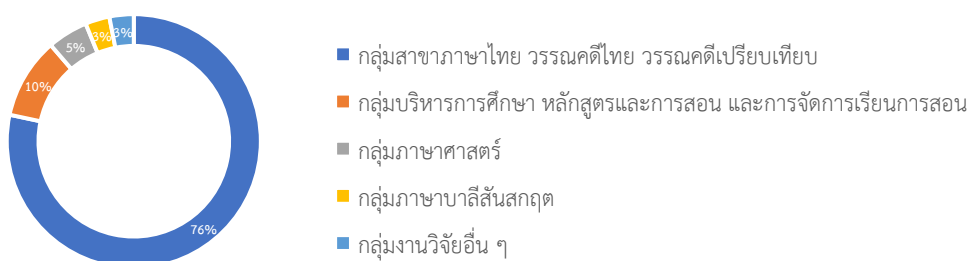 3%
3%
5%
10%
76%
กลุ่มสาขาภาษาไทย วรรณคดีไทย วรรณคดีเปรียบเทียบ
กลุ่มบริหารการศึกษา หลักสูตรและการสอน และการจัดการเรียนการสอน
กลุ่มภาษาศาสตร์
กลุ่มภาษาบาลีสันสกฤต
กลุ่มงานวิจัยอื่น ๆ